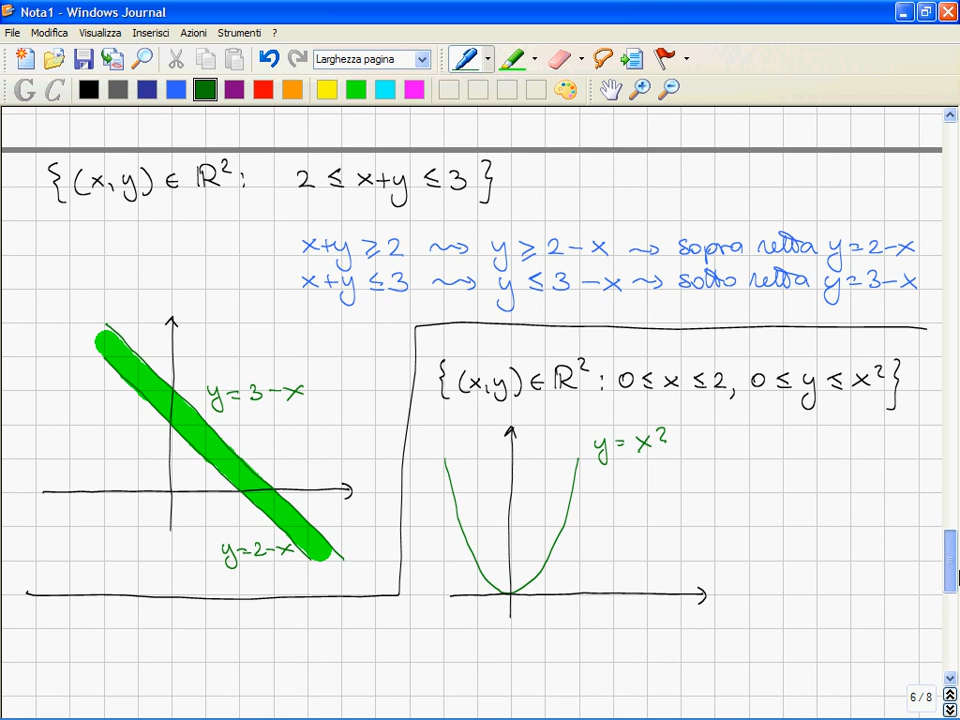 Nota1 - Windows Journal
File Modifica Visualizza Inserisci Azioni Strumenti ?
Larghezza pagina
G C
{(x,y) ∈ ℝ²: 2 ≤ x+y ≤ 3}
x+y ≥ 2 ⇝ y ≥ 2-x ⇝ sopra retta y=2-x
x+y ≤ 3 ⇝ y ≤ 3-x ⇝ sotto retta y=3-x
y=3-x
y=2-x
{(x,y) ∈ ℝ²: 0 ≤ x ≤ 2, 0 ≤ y ≤ x²}
y=x²
6 / 8